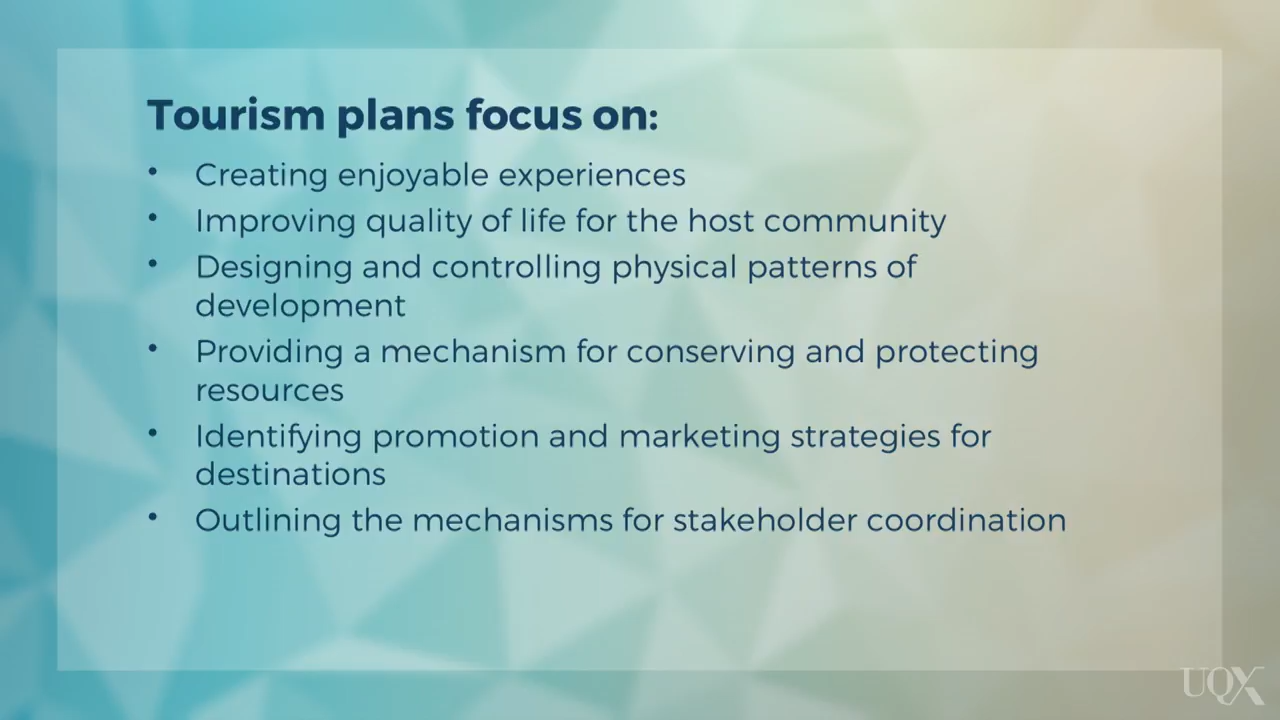 Tourism plans focus on:
• Creating enjoyable experiences
• Improving quality of life for the host community
• Designing and controlling physical patterns of
development
• Providing a mechanism for conserving and protecting
resources
• Identifying promotion and marketing strategies for
destinations
• Outlining the mechanisms for stakeholder coordination
UQX